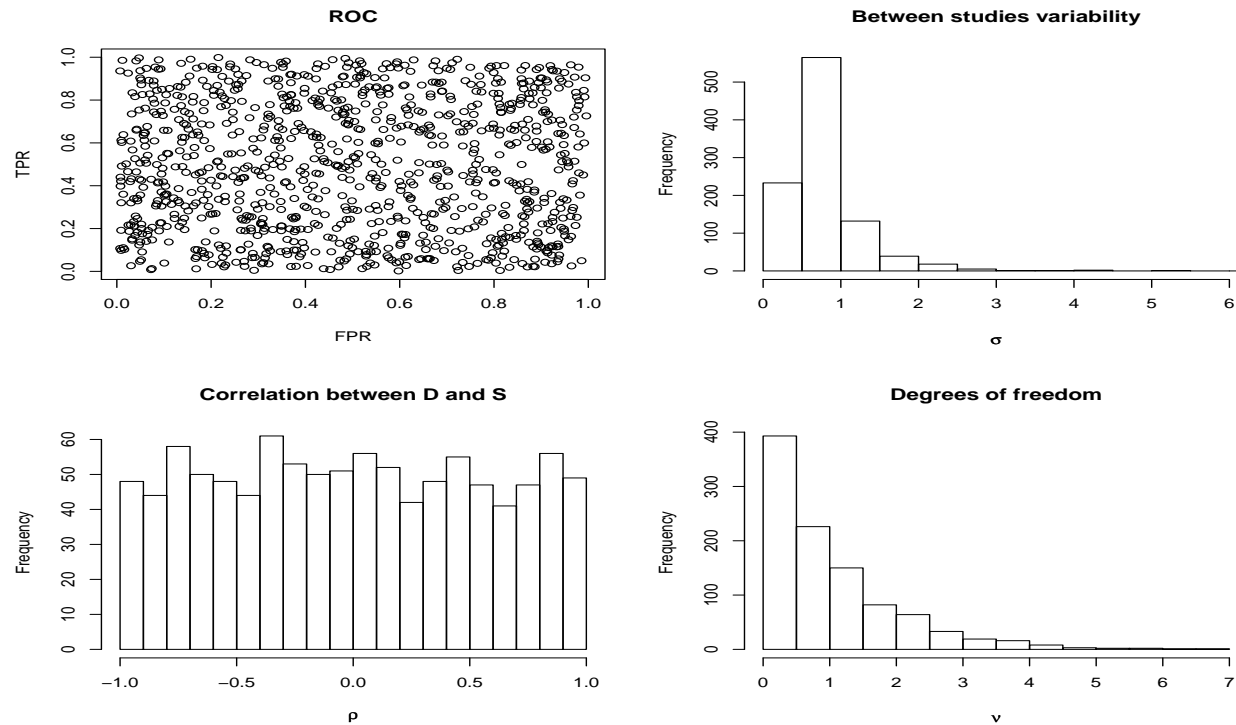 ROC
TPR
0.0 0.2 0.4 0.6 0.8 1.0
0.0 0.2 0.4 0.6 0.8 1.0
FPR
Between studies variability
Frequency
0 100 200 300 400 500
0 1 2 3 4 5 6
σ
Correlation between D and S
Frequency
0 10 20 30 40 50 60
−1.0 −0.5 0.0 0.5 1.0
ρ
Degrees of freedom
Frequency
0 100 200 300 400
0 1 2 3 4 5 6 7
ν